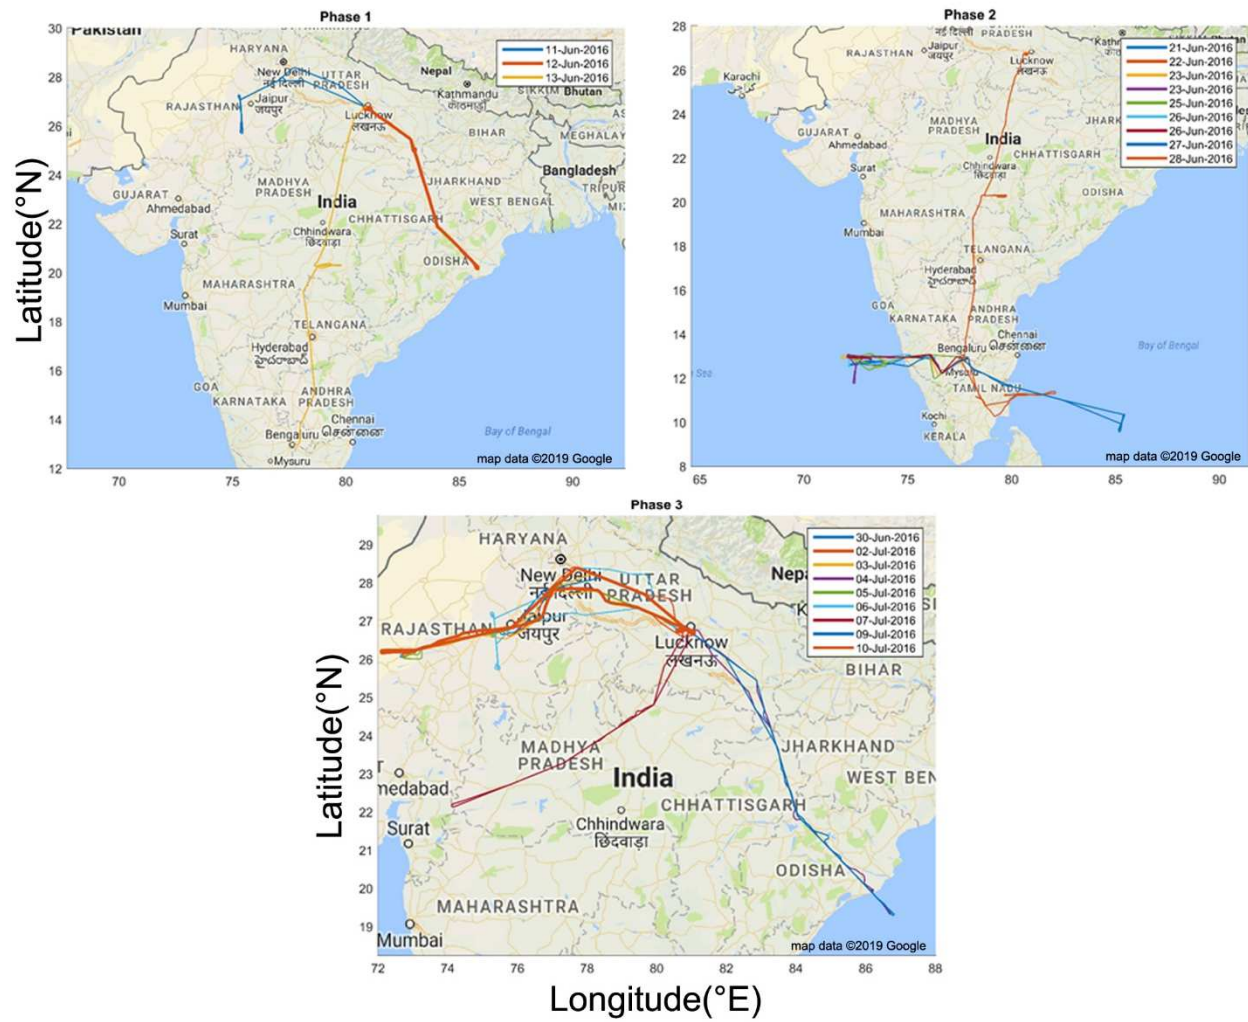 Phase 1
Latitude(°N)
30
28
26
24
22
20
18
16
14
12
70
75
80
85
90
11-Jun-2016
12-Jun-2016
13-Jun-2016
Pakistan
HARYANA
New Delhi
नई दिल्ली
UTTAR
PRADESH
Nepal
Kathmandu
काठमाडौं
SIKKIM
Bhutan
RAJASTHAN
Jaipur
जयपुर
Lucknow
लखनऊ
BIHAR
MEGHALAY
Bangladesh
TRIPUR
MIZ
GUJARAT
Ahmedabad
MADHYA
PRADESH
JHARKHAND
India
WEST BENGAL
CHHATTISGARH
Surat
Chhindwara
छिंदवाड़ा
ODISHA
MAHARASHTRA
Mumbai
TELANGANA
Hyderabad
హైదరాబాద్
GOA
KARNATAKA
ANDHRA
PRADESH
Chennai
சென்னை
Bengaluru
Mysuru
Bay of Bengal
map data ©2019 Google
Phase 2
28
26
24
22
20
18
16
14
12
10
8
65
70
75
80
85
90
21-Jun-2016
22-Jun-2016
23-Jun-2016
23-Jun-2016
25-Jun-2016
26-Jun-2016
26-Jun-2016
27-Jun-2016
28-Jun-2016
नई दिल्ली
PRADESH
Jaipur
जयपुर
RAJASTHAN
Lucknow
लखनऊ
Karachi
کراچی
MADHYA
PRADESH
India
JHARK
GUJARAT
Ahmedabad
Chhindwara
छिंदवाड़ा
CHHATTISGARH
Surat
ODISHA
MAHARASHTRA
Mumbai
TELANGANA
Hyderabad
హైదరాబాద్
GOA
KARNATAKA
ANDHRA
PRADESH
Chennai
சென்னை
Bengaluru
Mysuru
TAMIL NADU
Kochi
KERALA
Sea
Bay of Bengal
map data ©2019 Google
Phase 3
Latitude(°N)
29
28
27
26
25
24
23
22
21
20
19
72
74
76
78
80
82
84
86
88
Longitude(°E)
30-Jun-2016
02-Jul-2016
03-Jul-2016
04-Jul-2016
05-Jul-2016
06-Jul-2016
07-Jul-2016
09-Jul-2016
10-Jul-2016
HARYANA
New Delhi
नई दिल्ली
UTTAR
PRADESH
Nepa
RAJASTHAN
Jaipur
जयपुर
Lucknow
लखनऊ
BIHAR
MADHYA
PRADESH
JHARKHAND
India
WEST BEN
medabad
CHHATTISGARH
Surat
Chhindwara
छिंदवाड़ा
ODISHA
MAHARASHTRA
Mumbai
map data ©2019 Google